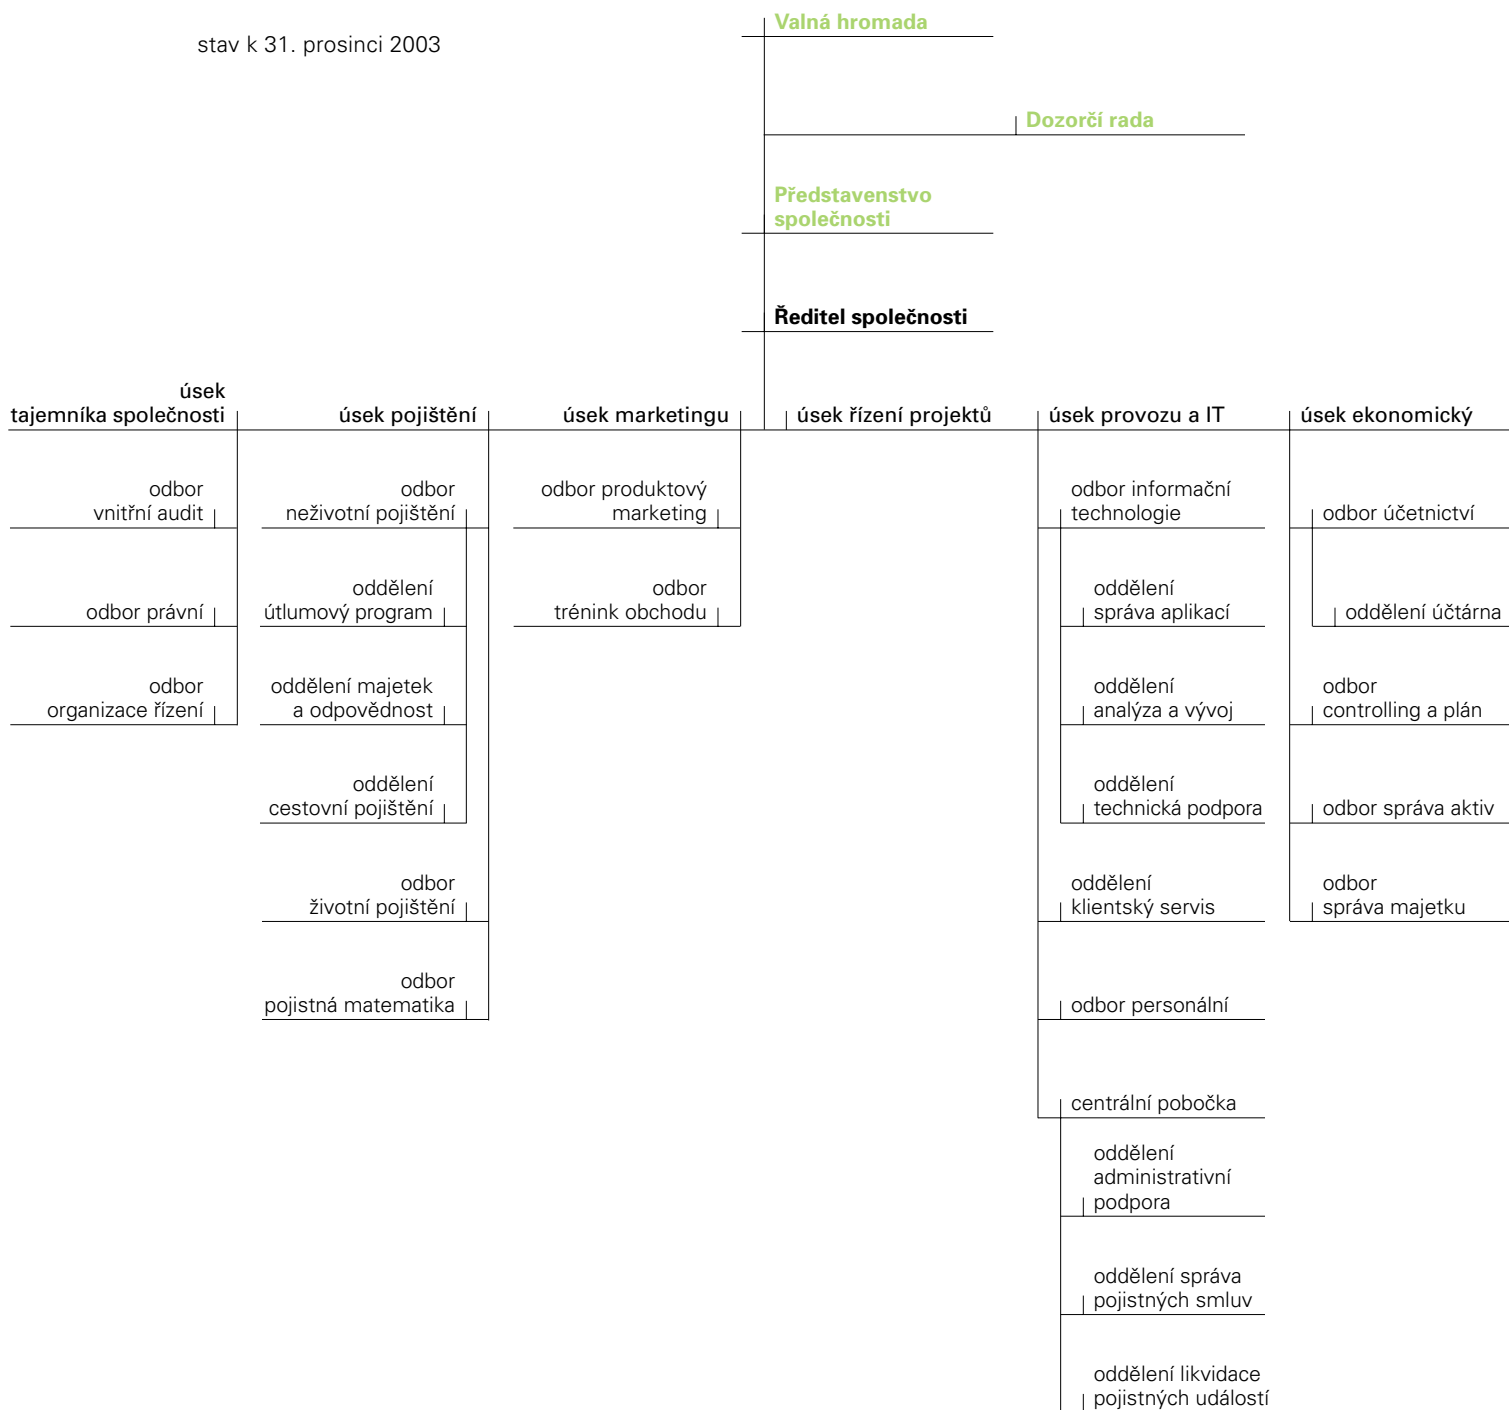 stav k 31. prosinci 2003
Valná hromada
Dozorčí rada
Představenstvo
společnosti
Ředitel společnosti
úsek
tajemníka společnosti
odbor
vnitřní audit
odbor právní
odbor
organizace řízení
úsek pojištění
odbor
neživotní pojištění
oddělení
útlumový program
oddělení majetek
a odpovědnost
oddělení
cestovní pojištění
odbor
životní pojištění
odbor
pojistná matematika
úsek marketingu
odbor produktový
marketing
odbor
trénink obchodu
úsek řízení projektů
úsek provozu a IT
odbor informační
technologie
oddělení
správa aplikací
oddělení
analýza a vývoj
oddělení
technická podpora
oddělení
klientský servis
odbor personální
centrální pobočka
oddělení
administrativní
podpora
oddělení správa
pojistných smluv
oddělení likvidace
pojistných událostí
úsek ekonomický
odbor účetnictví
oddělení účtárna
odbor
controlling a plán
odbor správa aktiv
odbor
správa majetku